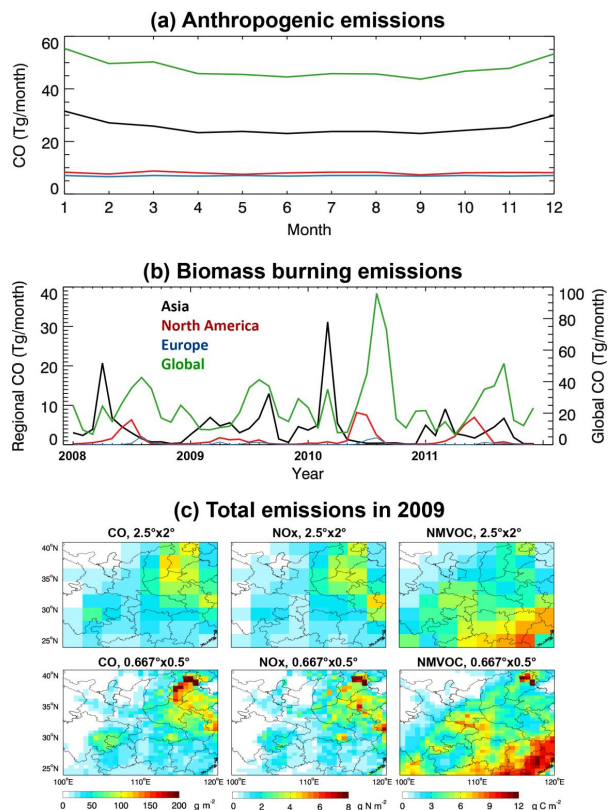 (a) Anthropogenic emissions
60
40
20
0
CO (Tg/month)
1 2 3 4 5 6 7 8 9 10 11 12
Month
(b) Biomass burning emissions
40
30
20
10
0
Regional CO (Tg/month)
Asia
North America
Europe
Global
100
80
60
40
20
0
Global CO (Tg/month)
2008 2009 2010 2011
Year
(c) Total emissions in 2009
CO, 2.5°x2° NOx, 2.5°x2° NMVOC, 2.5°x2°
40°N
35°N
30°N
25°N
CO, 0.667°x0.5° NOx, 0.667°x0.5° NMVOC, 0.667°x0.5°
40°N
35°N
30°N
25°N
100°E 110°E 120°E 100°E 110°E 120°E 100°E 110°E 120°E
0 50 100 150 200 g m⁻² 0 2 4 6 8 g N m⁻² 0 3 6 9 12 g m⁻²